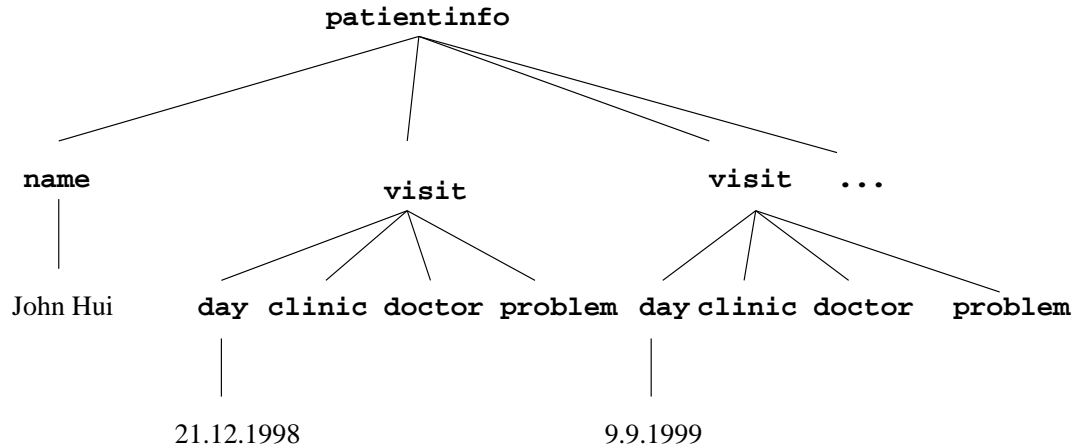 patientinfo
name visit visit ...
John Hui day clinic doctor problem day clinic doctor problem
21.12.1998 9.9.1999